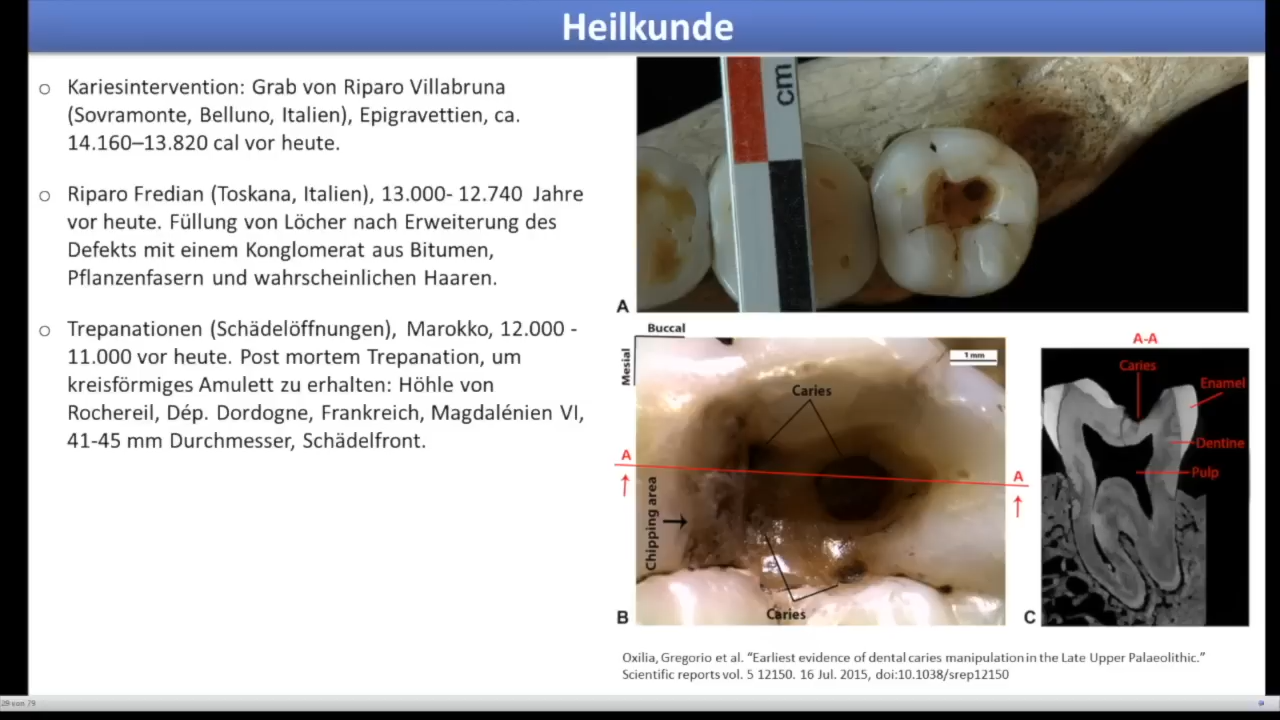 Heilkunde
○ Kariesintervention: Grab von Riparo Villabruna
(Sovramonte, Belluno, Italien), Epigravettien, ca.
14.160–13.820 cal vor heute.
○ Riparo Fredian (Toskana, Italien), 13.000- 12.740 Jahre
vor heute. Füllung von Löcher nach Erweiterung des
Defekts mit einem Konglomerat aus Bitumen,
Pflanzenfasern und wahrscheinlichen Haaren.
○ Trepanationen (Schädelöffnungen), Marokko, 12.000 -
11.000 vor heute. Post mortem Trepanation, um
kreisförmiges Amulett zu erhalten: Höhle von
Rochereil, Dép. Dordogne, Frankreich, Magdalénien VI,
41-45 mm Durchmesser, Schädelfront.
cm
A
Buccal
Mesial
1 mm
Caries
A
A
Chipping area
Caries
B
A-A
Caries
Enamel
Dentine
Pulp
C
Oxilia, Gregorio et al. “Earliest evidence of dental caries manipulation in the Late Upper Palaeolithic.”
Scientific reports vol. 5 12150. 16 Jul. 2015, doi:10.1038/srep12150
29 von 79